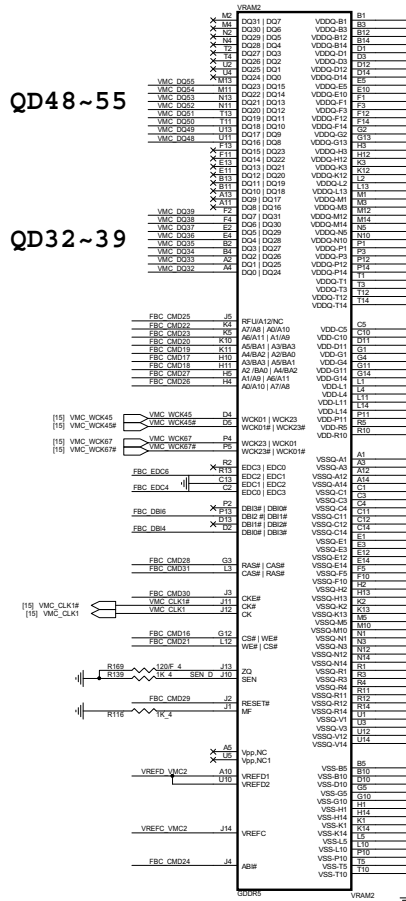 VRAM2
M2 DQ31 | DQ7 VDDQ-B1 B1
M4 DQ30 | DQ6 VDDQ-B3 B3
N2 DQ29 | DQ5 VDDQ-B12 B12
N4 DQ28 | DQ4 VDDQ-B14 B14
T2 DQ27 | DQ3 VDDQ-D1 D1
T4 DQ26 | DQ2 VDDQ-D3 D3
U2 DQ25 | DQ1 VDDQ-D12 D12
U4 DQ24 | DQ0 VDDQ-D14 D14
QD48~55
VMC_DQ55 M13 DQ23 | DQ15 VDDQ-E5 E5
VMC_DQ54 M11 DQ22 | DQ14 VDDQ-E10 E10
VMC_DQ53 N13 DQ21 | DQ13 VDDQ-F1 F1
VMC_DQ52 N11 DQ20 | DQ12 VDDQ-F3 F3
VMC_DQ51 T13 DQ19 | DQ11 VDDQ-F12 F12
VMC_DQ50 T11 DQ18 | DQ10 VDDQ-F14 F14
VMC_DQ49 U13 DQ17 | DQ9 VDDQ-G2 G2
VMC_DQ48 U11 DQ16 | DQ8 VDDQ-G13 G13
F13 DQ15 | DQ23 VDDQ-H3 H3
F11 DQ14 | DQ22 VDDQ-H12 H12
E13 DQ13 | DQ21 VDDQ-K3 K3
E11 DQ12 | DQ20 VDDQ-K12 K12
B13 DQ11 | DQ19 VDDQ-L2 L2
B11 DQ10 | DQ18 VDDQ-L13 L13
A13 DQ9 | DQ17 VDDQ-M1 M1
A11 DQ8 | DQ16 VDDQ-M3 M3
QD32~39
VMC_DQ39 F2 DQ7 | DQ31 VDDQ-M12 M12
VMC_DQ38 F4 DQ6 | DQ30 VDDQ-M14 M14
VMC_DQ37 E2 DQ5 | DQ29 VDDQ-N5 N5
VMC_DQ36 E4 DQ4 | DQ28 VDDQ-N10 N10
VMC_DQ35 B2 DQ3 | DQ27 VDDQ-P1 P1
VMC_DQ34 B4 DQ2 | DQ26 VDDQ-P3 P3
VMC_DQ33 A2 DQ1 | DQ25 VDDQ-P12 P12
VMC_DQ32 A4 DQ0 | DQ24 VDDQ-P14 P14
VDDQ-T1 T1
VDDQ-T3 T3
VDDQ-T12 T12
VDDQ-T14 T14
FBC_CMD25 J5 RFU/A12/NC
FBC_CMD22 K4 A7/A8 | A0/A10 VDD-C5 C5
FBC_CMD23 K5 A6/A11 | A1/A9 VDD-C10 C10
FBC_CMD20 K10 A5/BA1 | A3/BA3 VDD-D11 D11
FBC_CMD19 K11 A4/BA2 | A2/BA0 VDD-G1 G1
FBC_CMD17 H10 A3/BA3 | A5/BA1 VDD-G4 G4
FBC_CMD18 H11 A2 /BA0 | A4/BA2 VDD-G11 G11
FBC_CMD27 H5 A1/A9 | A6/A11 VDD-G14 G14
FBC_CMD26 H4 A0/A10 | A7/A8 VDD-L1 L1
VDD-L4 L4
VDD-L11 L11
VDD-L14 L14
[15] VMC_WCK45 VMC_WCK45 D4 WCK01 | WCK23 VDD-P11 P11
[15] VMC_WCK45# VMC_WCK45# D5 WCK01# | WCK23# VDD-R5 R5
VDD-R10 R10
[15] VMC_WCK67 VMC_WCK67 P4 WCK23 | WCK01
[15] VMC_WCK67# VMC_WCK67# P5 WCK23# | WCK01#
VSSQ-A1 A1
R2 EDC3 | EDC0 VSSQ-A3 A3
FBC_EDC6 R13 EDC2 | EDC1 VSSQ-A12 A12
C13 EDC1 | EDC2 VSSQ-A14 A14
FBC_EDC4 C2 EDC0 | EDC3 VSSQ-C1 C1
VSSQ-C3 C3
P2 DBI3# | DBI0# VSSQ-C4 C4
FBC_DBI6 P13 DBI2 # | DBI1# VSSQ-C11 C11
D13 DBI1# | DBI2# VSSQ-C12 C12
FBC_DBI4 D2 DBI0# | DBI3# VSSQ-C14 C14
VSSQ-E1 E1
VSSQ-E3 E3
VSSQ-E12 E12
FBC_CMD28 G3 RAS# | CAS# VSSQ-E14 E14
FBC_CMD31 L3 CAS# | RAS# VSSQ-F5 F5
VSSQ-F10 F10
VSSQ-H2 H2
FBC_CMD30 J3 CKE# VSSQ-H13 H13
[15] VMC_CLK1# VMC_CLK1# J11 CK# VSSQ-K2 K2
[15] VMC_CLK1 VMC_CLK1 J12 CK VSSQ-K13 K13
VSSQ-M5 M5
VSSQ-M10 M10
FBC_CMD16 G12 CS# | WE# VSSQ-N1 N1
FBC_CMD21 L12 WE# | CS# VSSQ-N3 N3
VSSQ-N12 N12
VSSQ-N14 N14
R169 120/F_4 J13 ZQ VSSQ-R1 R1
R139 1K_4 SEN_D J10 SEN VSSQ-R3 R3
VSSQ-R4 R4
VSSQ-R11 R11
FBC_CMD29 J2 RESET# VSSQ-R12 R12
R116 1K_4 J1 MF VSSQ-R14 R14
VSSQ-V1 U1
VSSQ-V3 U3
VSSQ-V12 U12
VSSQ-V14 U14
A5 Vpp,NC
U5 Vpp,NC1
VSS-B5 B5
VREFD_VMC2 A10 VREFD1 VSS-B10 B10
U10 VREFD2 VSS-D10 D10
VSS-G5 G5
VSS-G10 G10
VSS-H1 H1
VSS-H14 H14
VSS-K1 K1
VREFC_VMC2 J14 VREFC VSS-K14 K14
VSS-L5 L5
VSS-L10 L10
VSS-P10 P10
FBC_CMD24 J4 ABI# VSS-T5 T5
VSS-T10 T10
GDDR5 VRAM2